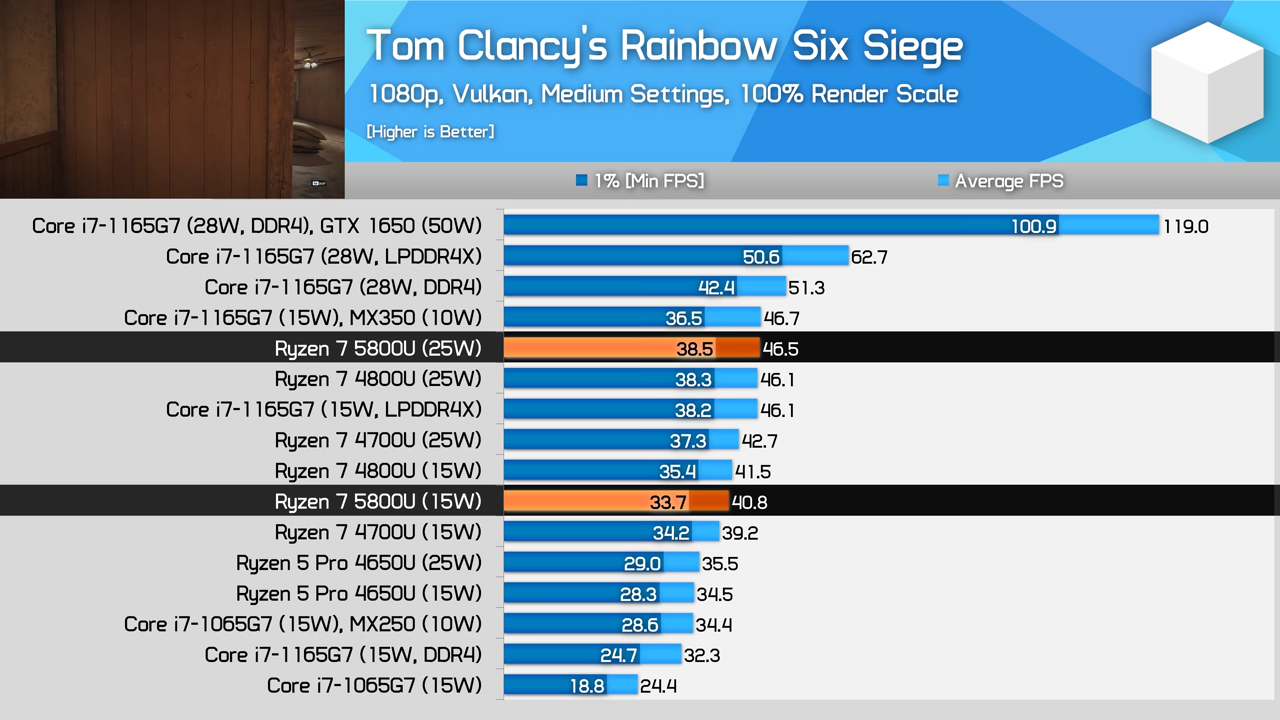 Tom Clancy's Rainbow Six Siege
1080p, Vulkan, Medium Settings, 100% Render Scale
[Higher is Better]
1% [Min FPS] Average FPS
Core i7-1165G7 (28W, DDR4), GTX 1650 (50W) 100.9 119.0
Core i7-1165G7 (28W, LPDDR4X) 50.6 62.7
Core i7-1165G7 (28W, DDR4) 42.4 51.3
Core i7-1165G7 (15W), MX350 (10W) 36.5 46.7
Ryzen 7 5800U (25W) 38.5 46.5
Ryzen 7 4800U (25W) 38.3 46.1
Core i7-1165G7 (15W, LPDDR4X) 38.2 46.1
Ryzen 7 4700U (25W) 37.3 42.7
Ryzen 7 4800U (15W) 35.4 41.5
Ryzen 7 5800U (15W) 33.7 40.8
Ryzen 7 4700U (15W) 34.2 39.2
Ryzen 5 Pro 4650U (25W) 29.0 35.5
Ryzen 5 Pro 4650U (15W) 28.3 34.5
Core i7-1065G7 (15W), MX250 (10W) 28.6 34.4
Core i7-1165G7 (15W, DDR4) 24.7 32.3
Core i7-1065G7 (15W) 18.8 24.4